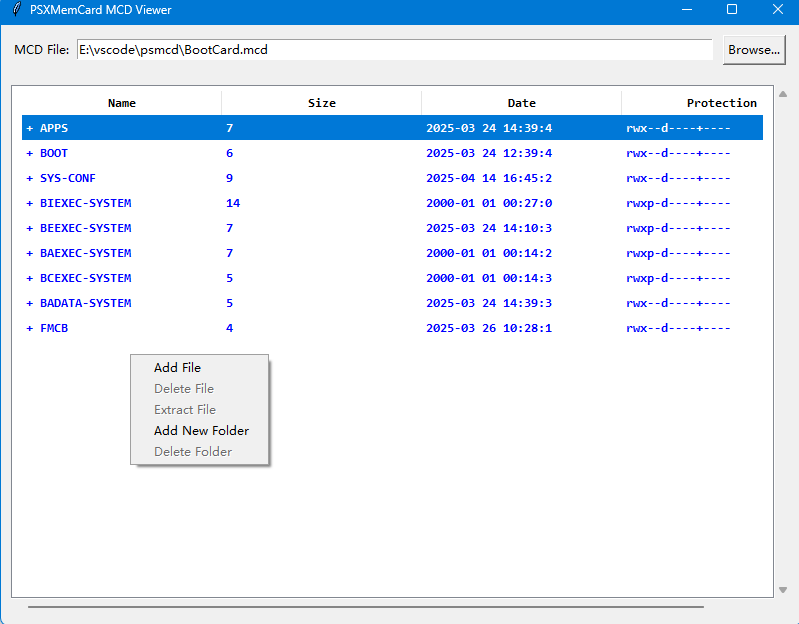 PSXMemCard MCD Viewer
MCD File: E:\vscode\psmcd\BootCard.mcd Browse...
Name Size Date Protection
+ APPS 7 2025-03 24 14:39:4 rwx--d----+----
+ BOOT 6 2025-03 24 12:39:4 rwx--d----+----
+ SYS-CONF 9 2025-04 14 16:45:2 rwx--d----+----
+ BIEXEC-SYSTEM 14 2000-01 01 00:27:0 rwxp-d----+----
+ BEEXEC-SYSTEM 7 2025-03 24 14:10:3 rwxp-d----+----
+ BAEXEC-SYSTEM 7 2000-01 01 00:14:2 rwxp-d----+----
+ BCEXEC-SYSTEM 5 2000-01 01 00:14:3 rwxp-d----+----
+ BADATA-SYSTEM 5 2025-03 24 14:39:3 rwx--d----+----
+ FMCB 4 2025-03 26 10:28:1 rwx--d----+----
Add File
Delete File
Extract File
Add New Folder
Delete Folder